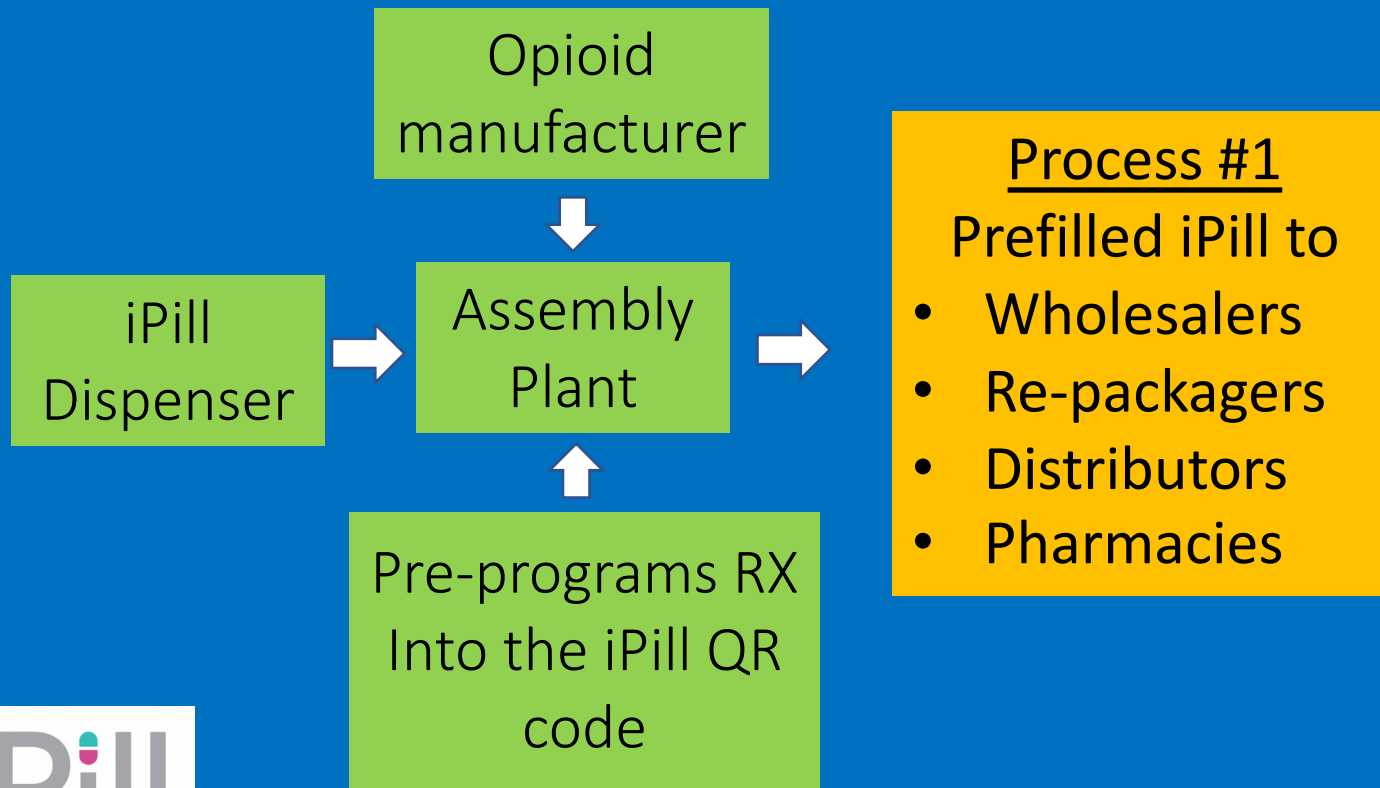 Opioid
manufacturer
iPill
Dispenser
Assembly
Plant
Pre-programs RX
Into the iPill QR
code
Process #1
Prefilled iPill to
• Wholesalers
• Re-packagers
• Distributors
• Pharmacies
Pill